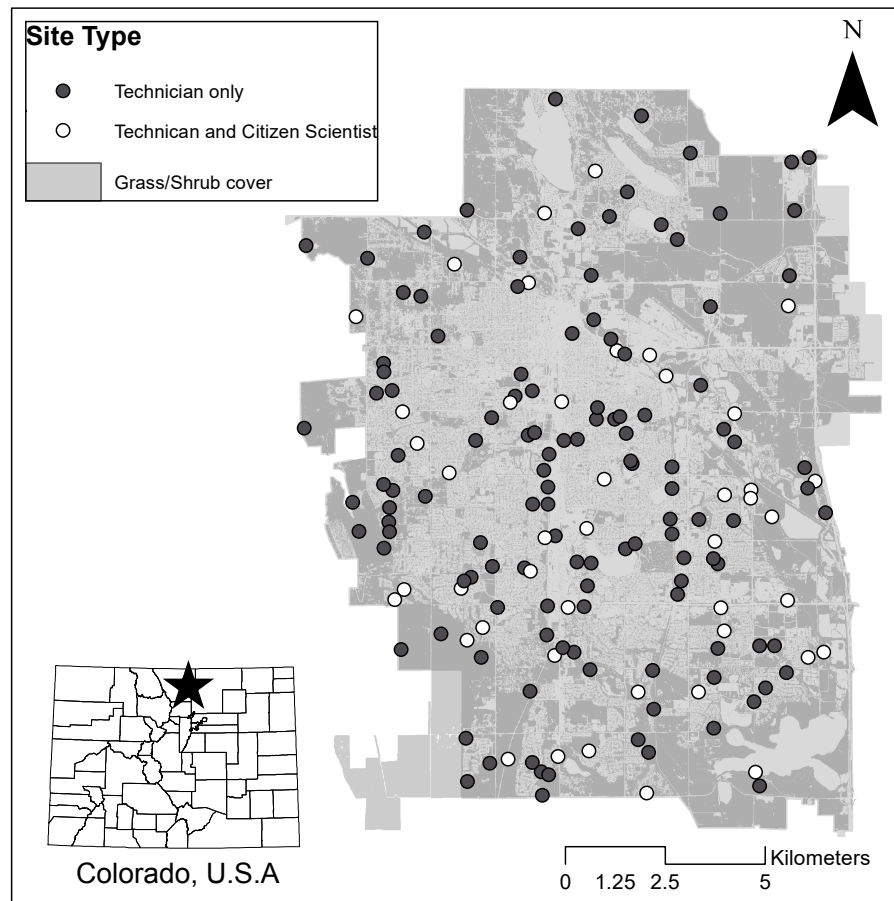 Site Type
Technician only
Technican and Citizen Scientist
Grass/Shrub cover
N
Colorado, U.S.A
Kilometers
0 1.25 2.5 5